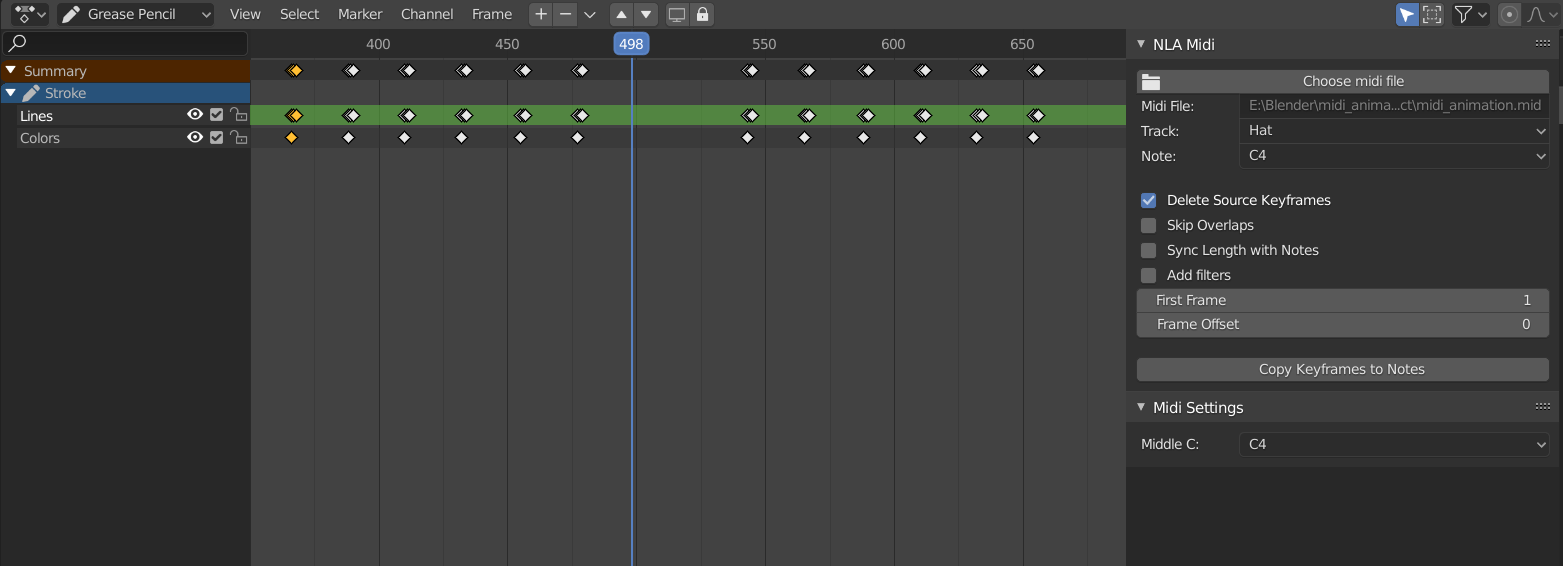 Grease Pencil View Select Marker Channel Frame
400 450 498 550 600 650
Summary
Stroke
Lines
Colors
NLA Midi
Choose midi file
Midi File: E:\Blender\midi_anima...ct\midi_animation.mid
Track: Hat
Note: C4
Delete Source Keyframes
Skip Overlaps
Sync Length with Notes
Add filters
First Frame 1
Frame Offset 0
Copy Keyframes to Notes
Midi Settings
Middle C: C4